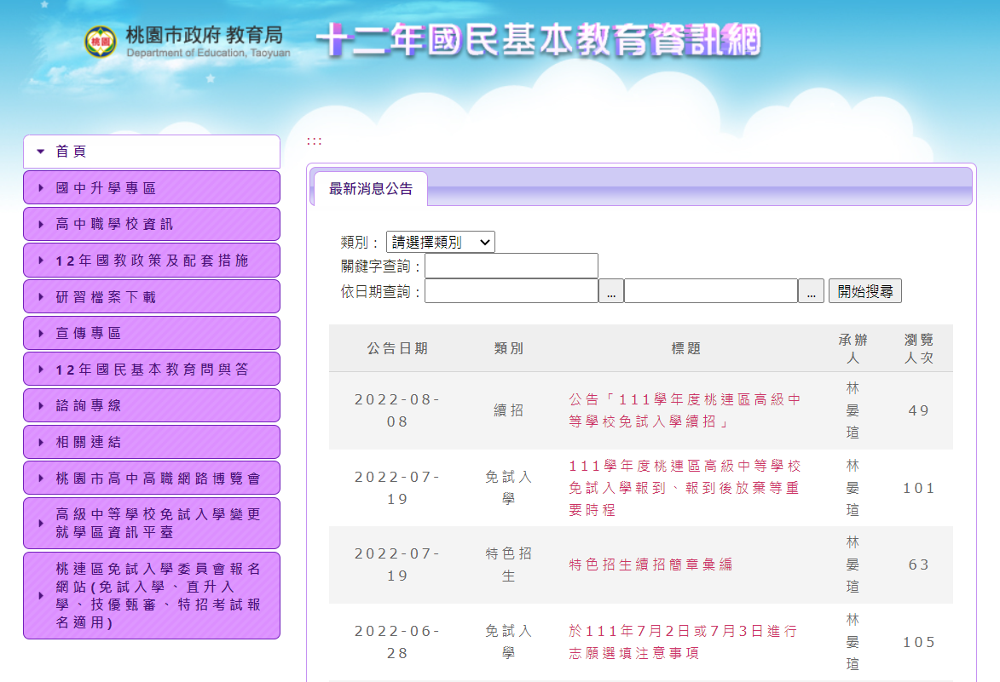 桃園市政府 教育局
Department of Education, Taoyuan
十二年國民基本教育資訊網
首頁
國中升學專區
高中職學校資訊
12年國教政策及配套措施
研習檔案下載
宣傳專區
12年國民基本教育問與答
諮詢專線
相關連結
桃園市高中高職網路博覽會
高級中等學校免試入學變更
就學區資訊平臺
桃連區免試入學委員會報名
網站(免試入學、直升入
學、技優甄審、特招考試報
名適用)
:::
最新消息公告
類別： 請選擇類別
關鍵字查詢：
依日期查詢： ... ... 開始搜尋
公告日期 類別 標題 承辦人 瀏覽人次
2022-08-08 續招 公告「111學年度桃連區高級中
等學校免試入學續招」 林晏瑄 49
2022-07-19 免試入學 111學年度桃連區高級中等學校
免試入學報到、報到後放棄等重
要時程 林晏瑄 101
2022-07-19 特色招生 特色招生續招簡章彙編 林晏瑄 63
2022-06-28 免試入學 於111年7月2日或7月3日進行
志願選填注意事項 林晏瑄 105